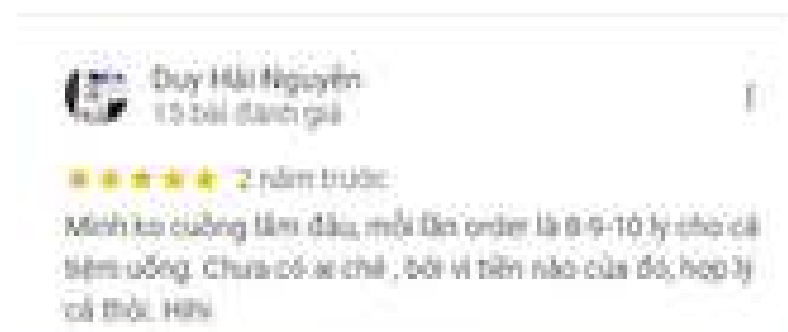 Duy Hải Nguyễn
15 bài đánh giá
2 năm trước
Mình ko cuồng lắm đâu, mỗi lần order là 8-9-10 ly cho cả
tiệm uống. Chưa có ai chê , bởi vì tiền nào của đó, hợp lý
cả thôi. Hihi